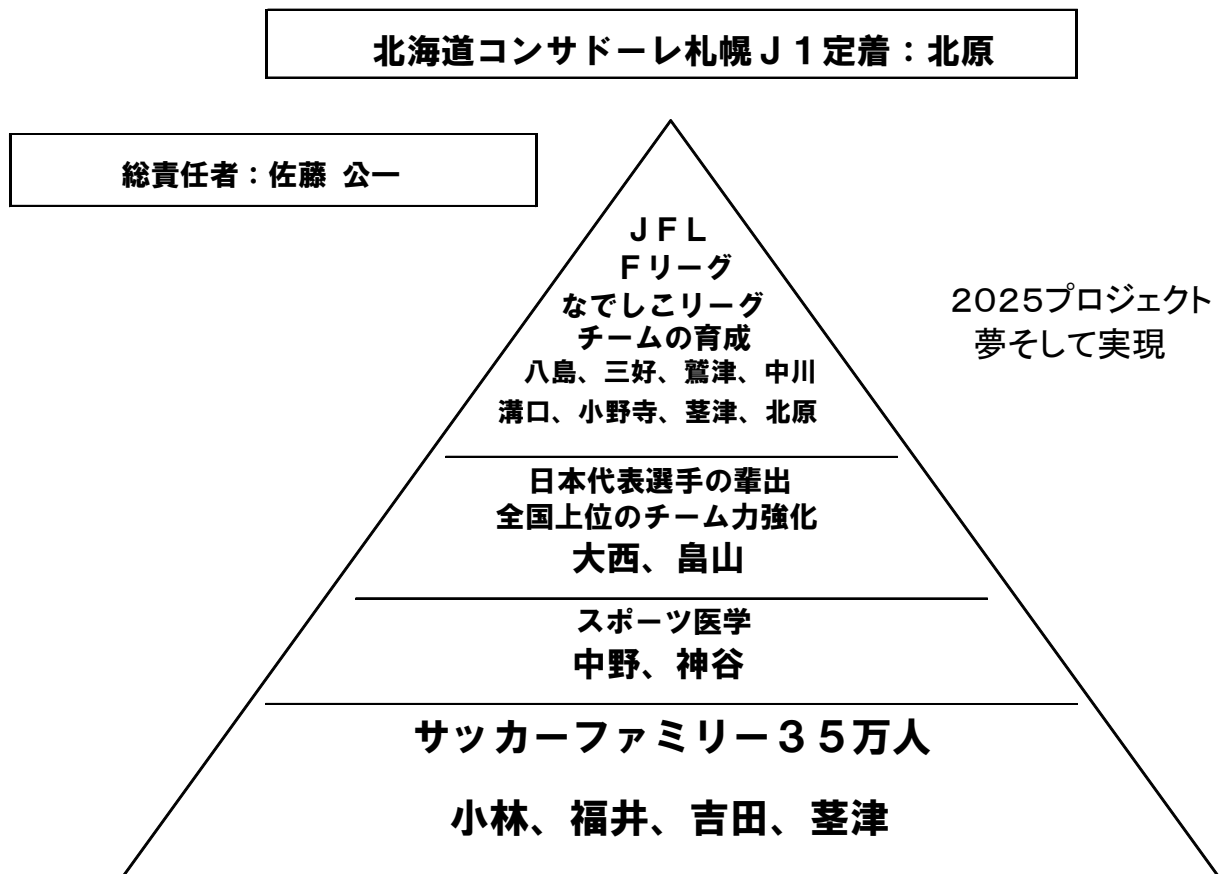 北海道コンサドーレ札幌Ｊ１定着：北原
総責任者：佐藤 公一
ＪＦＬ
Ｆリーグ
なでしこリーグ
チームの育成
八島、三好、鷲津、中川
溝口、小野寺、茎津、北原
２０２５プロジェクト
夢そして実現
日本代表選手の輩出
全国上位のチーム力強化
大西、畠山
スポーツ医学
中野、神谷
サッカーファミリー３５万人
小林、福井、吉田、茎津